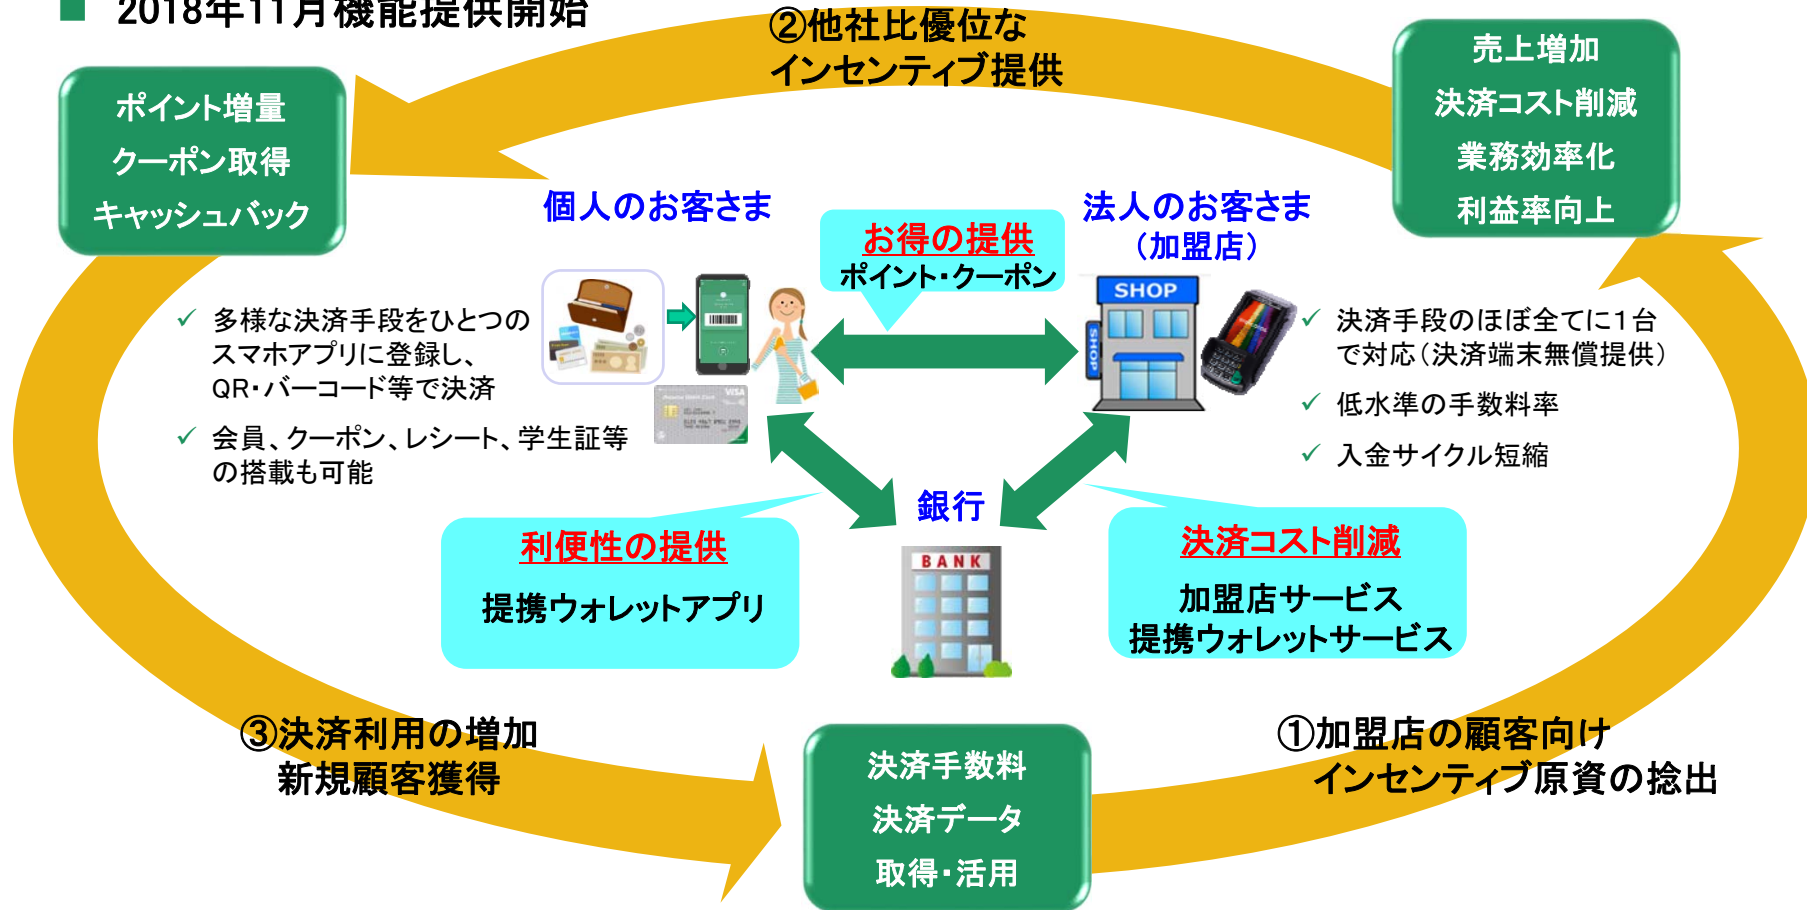 ■ 2018年11月機能提供開始
②他社比優位な
インセンティブ提供
売上増加
決済コスト削減
業務効率化
利益率向上
ポイント増量
クーポン取得
キャッシュバック
個人のお客さま
お得の提供
ポイント・クーポン
法人のお客さま
（加盟店）
SHOP
SHOP
VISA
✓ 多様な決済手段をひとつの
スマホアプリに登録し、
QR・バーコード等で決済
✓ 会員、クーポン、レシート、学生証等
の搭載も可能
✓ 決済手段のほぼ全てに１台
で対応（決済端末無償提供）
✓ 低水準の手数料率
✓ 入金サイクル短縮
銀行
BANK
利便性の提供
提携ウォレットアプリ
決済コスト削減
加盟店サービス
提携ウォレットサービス
③決済利用の増加
新規顧客獲得
決済手数料
決済データ
取得・活用
①加盟店の顧客向け
インセンティブ原資の捻出